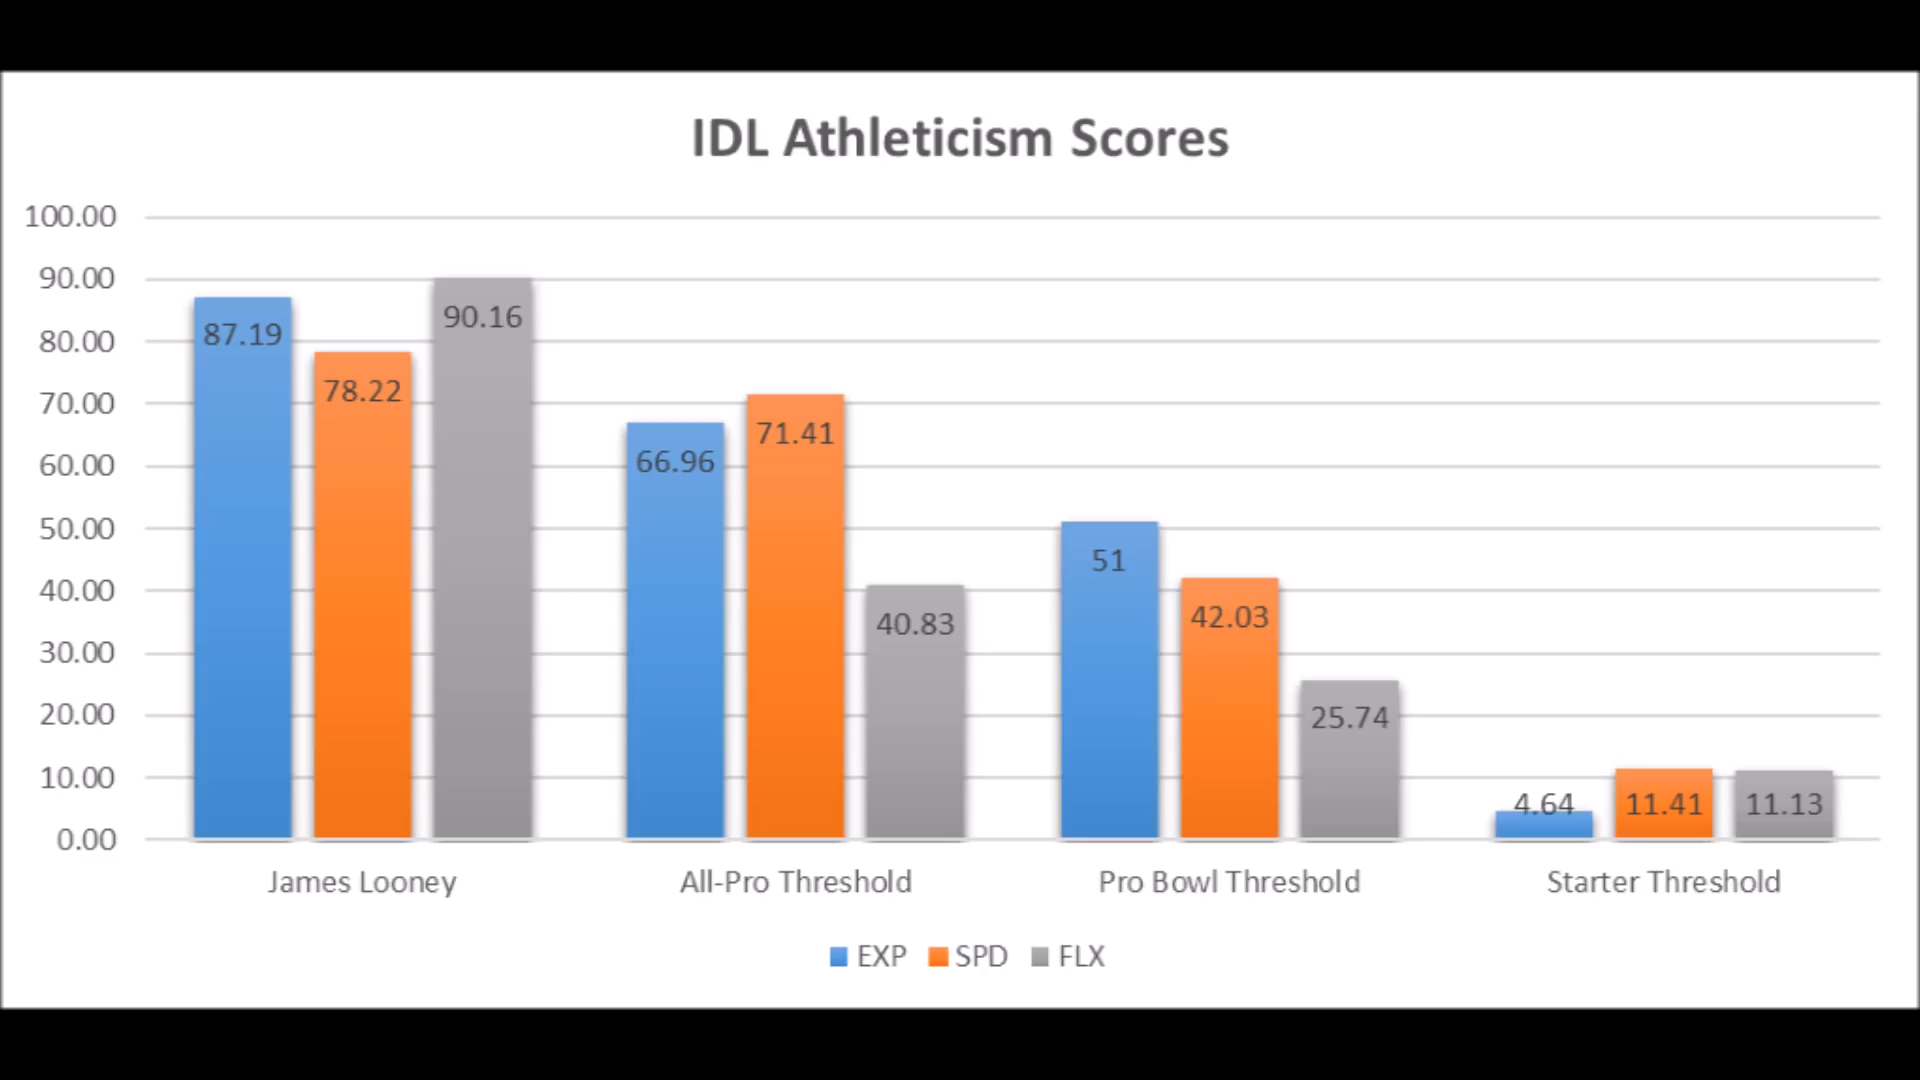 IDL Athleticism Scores
100.00
90.00
80.00
70.00
60.00
50.00
40.00
30.00
20.00
10.00
0.00
87.19 78.22 90.16
66.96 71.41 40.83
51 42.03 25.74
4.64 11.41 11.13
James Looney All-Pro Threshold Pro Bowl Threshold Starter Threshold
EXP SPD FLX